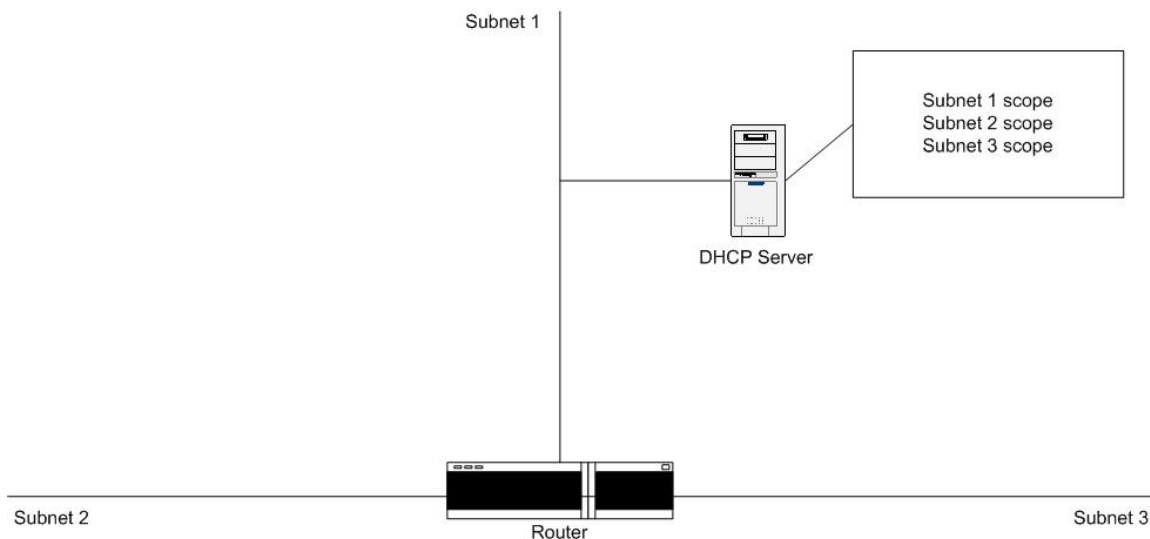 Subnet 1
Subnet 1 scope
Subnet 2 scope
Subnet 3 scope
DHCP Server
Subnet 2
Router
Subnet 3